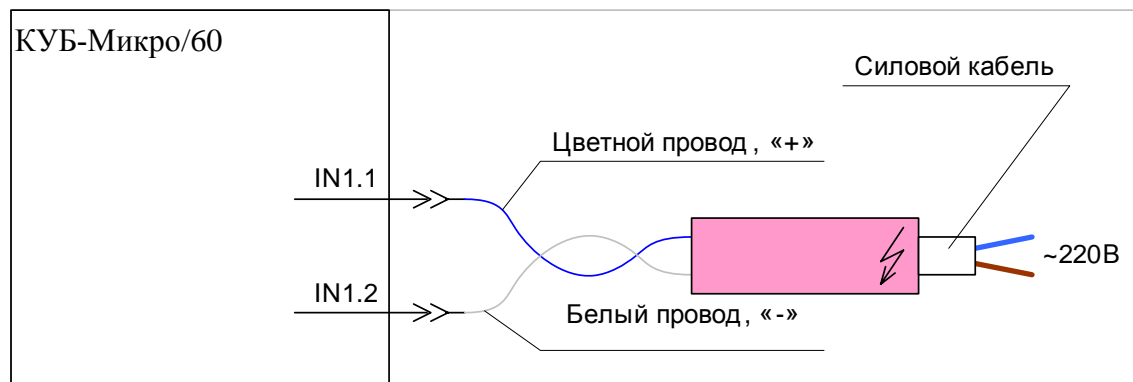 КУБ-Микро/60
Силовой кабель
Цветной провод, «+»
IN1.1
~220В
IN1.2
Белый провод, «-»